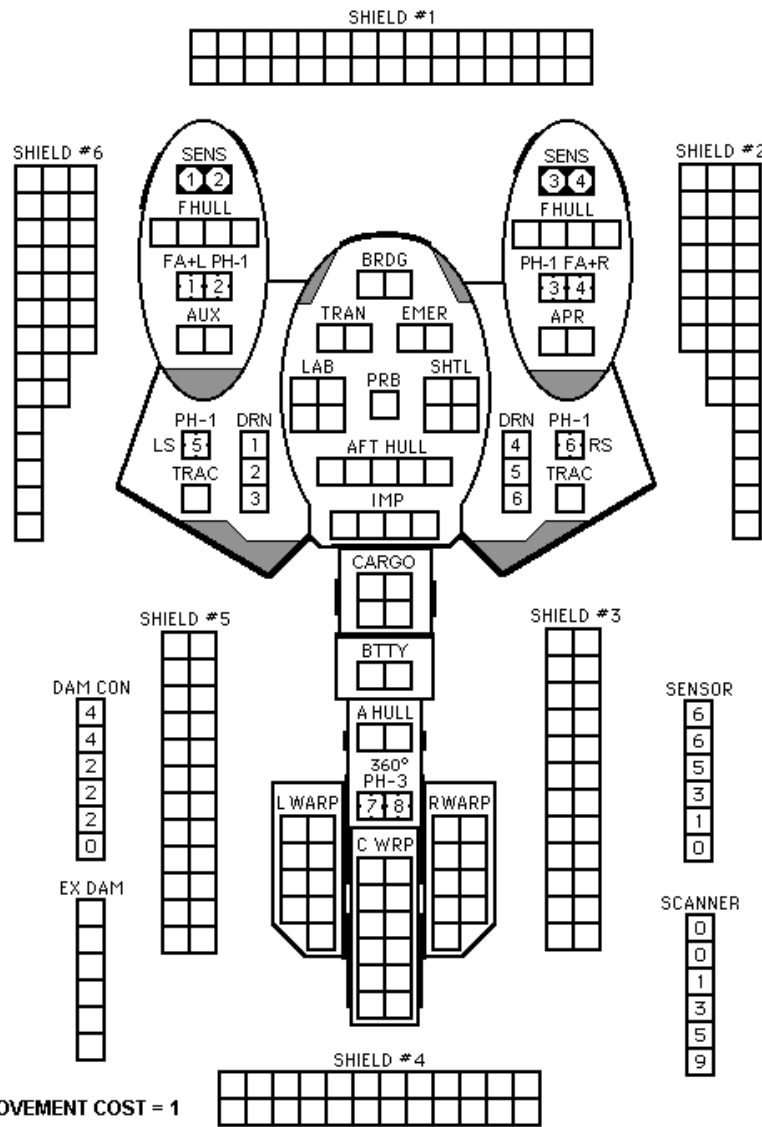 SHIELD #1
SHIELD #6
SHIELD #2
SENS
1 2
SENS
3 4
F HULL
F HULL
BRDG
FA+L PH-1
1 2
PH-1 FA+R
3 4
TRAN
EMER
AUX
APR
LAB
PRB
SHTL
PH-1
LS 5
DRN
1
2
3
DRN
4
5
6
PH-1
6 RS
AFT HULL
TRAC
TRAC
IMP
CARGO
SHIELD #5
SHIELD #3
BTTY
DAM CON
4
4
2
2
2
0
SENSOR
6
6
5
3
1
0
A HULL
360°
PH-3
7 8
L WARP
R WARP
C WRP
EX DAM
SCANNER
0
0
1
3
5
9
SHIELD #4
OVEMENT COST = 1